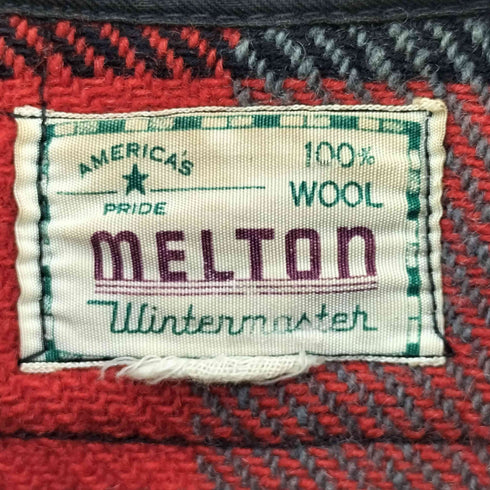 AMERICA'S
PRIDE
100%
WOOL
MELTON
Wintermaster